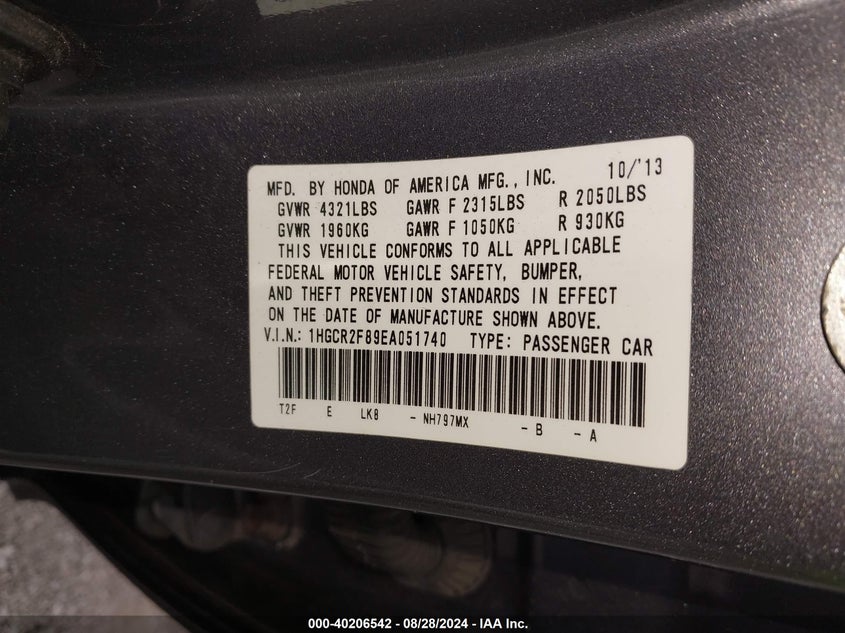 MFD. BY HONDA OF AMERICA MFG., INC. 10/'13
GVWR 4321LBS GAWR F 2315LBS R 2050LBS
GVWR 1960KG GAWR F 1050KG R 930KG
THIS VEHICLE CONFORMS TO ALL APPLICABLE
FEDERAL MOTOR VEHICLE SAFETY, BUMPER,
AND THEFT PREVENTION STANDARDS IN EFFECT
ON THE DATE OF MANUFACTURE SHOWN ABOVE.
V.I.N.: 1HGCR2F89EA051740 TYPE: PASSENGER CAR
T2F E LK8 - NH797MX - B - A
000-40206542 - 08/28/2024 - IAA Inc.